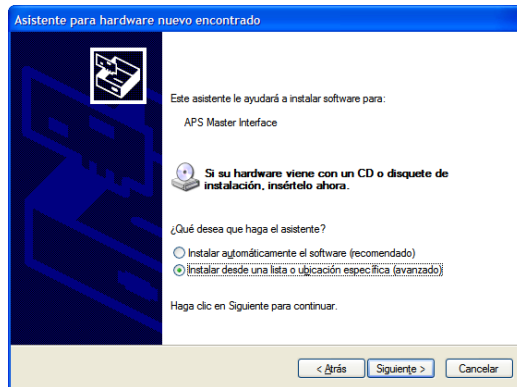 Asistente para hardware nuevo encontrado
Este asistente le ayudará a instalar software para:
APS Master Interface
Si su hardware viene con un CD o disquete de
instalación, insértelo ahora.
¿Qué desea que haga el asistente?
Instalar automáticamente el software (recomendado)
Instalar desde una lista o ubicación específica (avanzado)
Haga clic en Siguiente para continuar.
< Atrás Siguiente > Cancelar